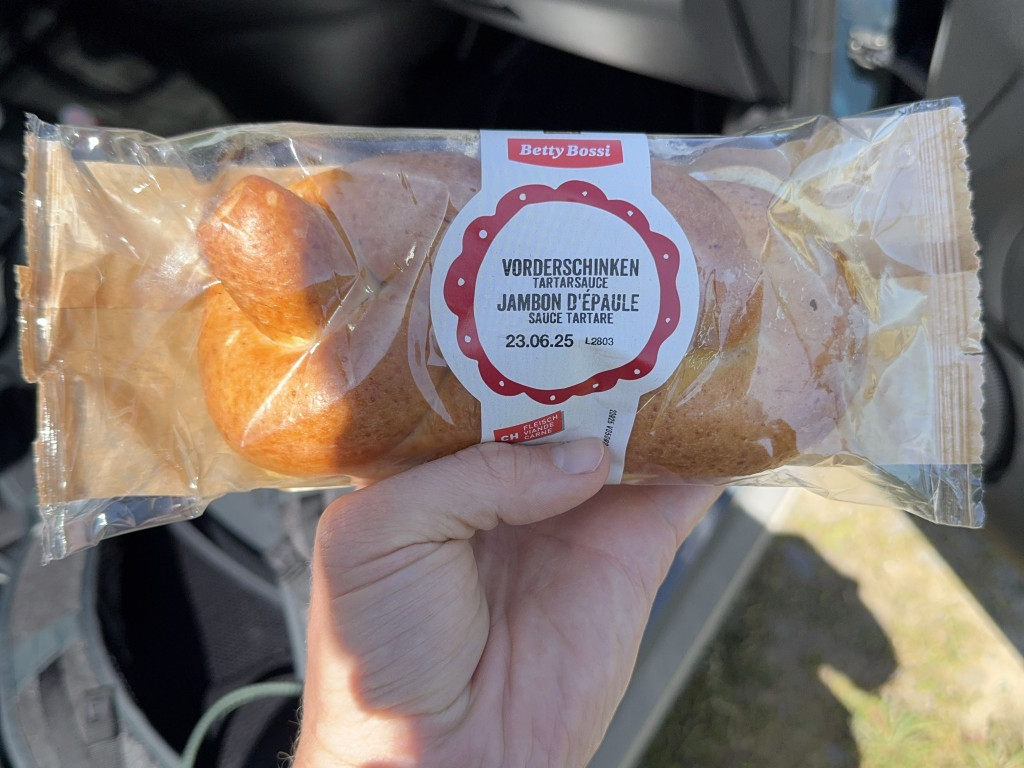 Betty Bossi
VORDERSCHINKEN
TARTARSAUCE
JAMBON D'ÉPAULE
SAUCE TARTARE
23.06.25 L2803
CH FLEISCH
VIANDE
CARNE